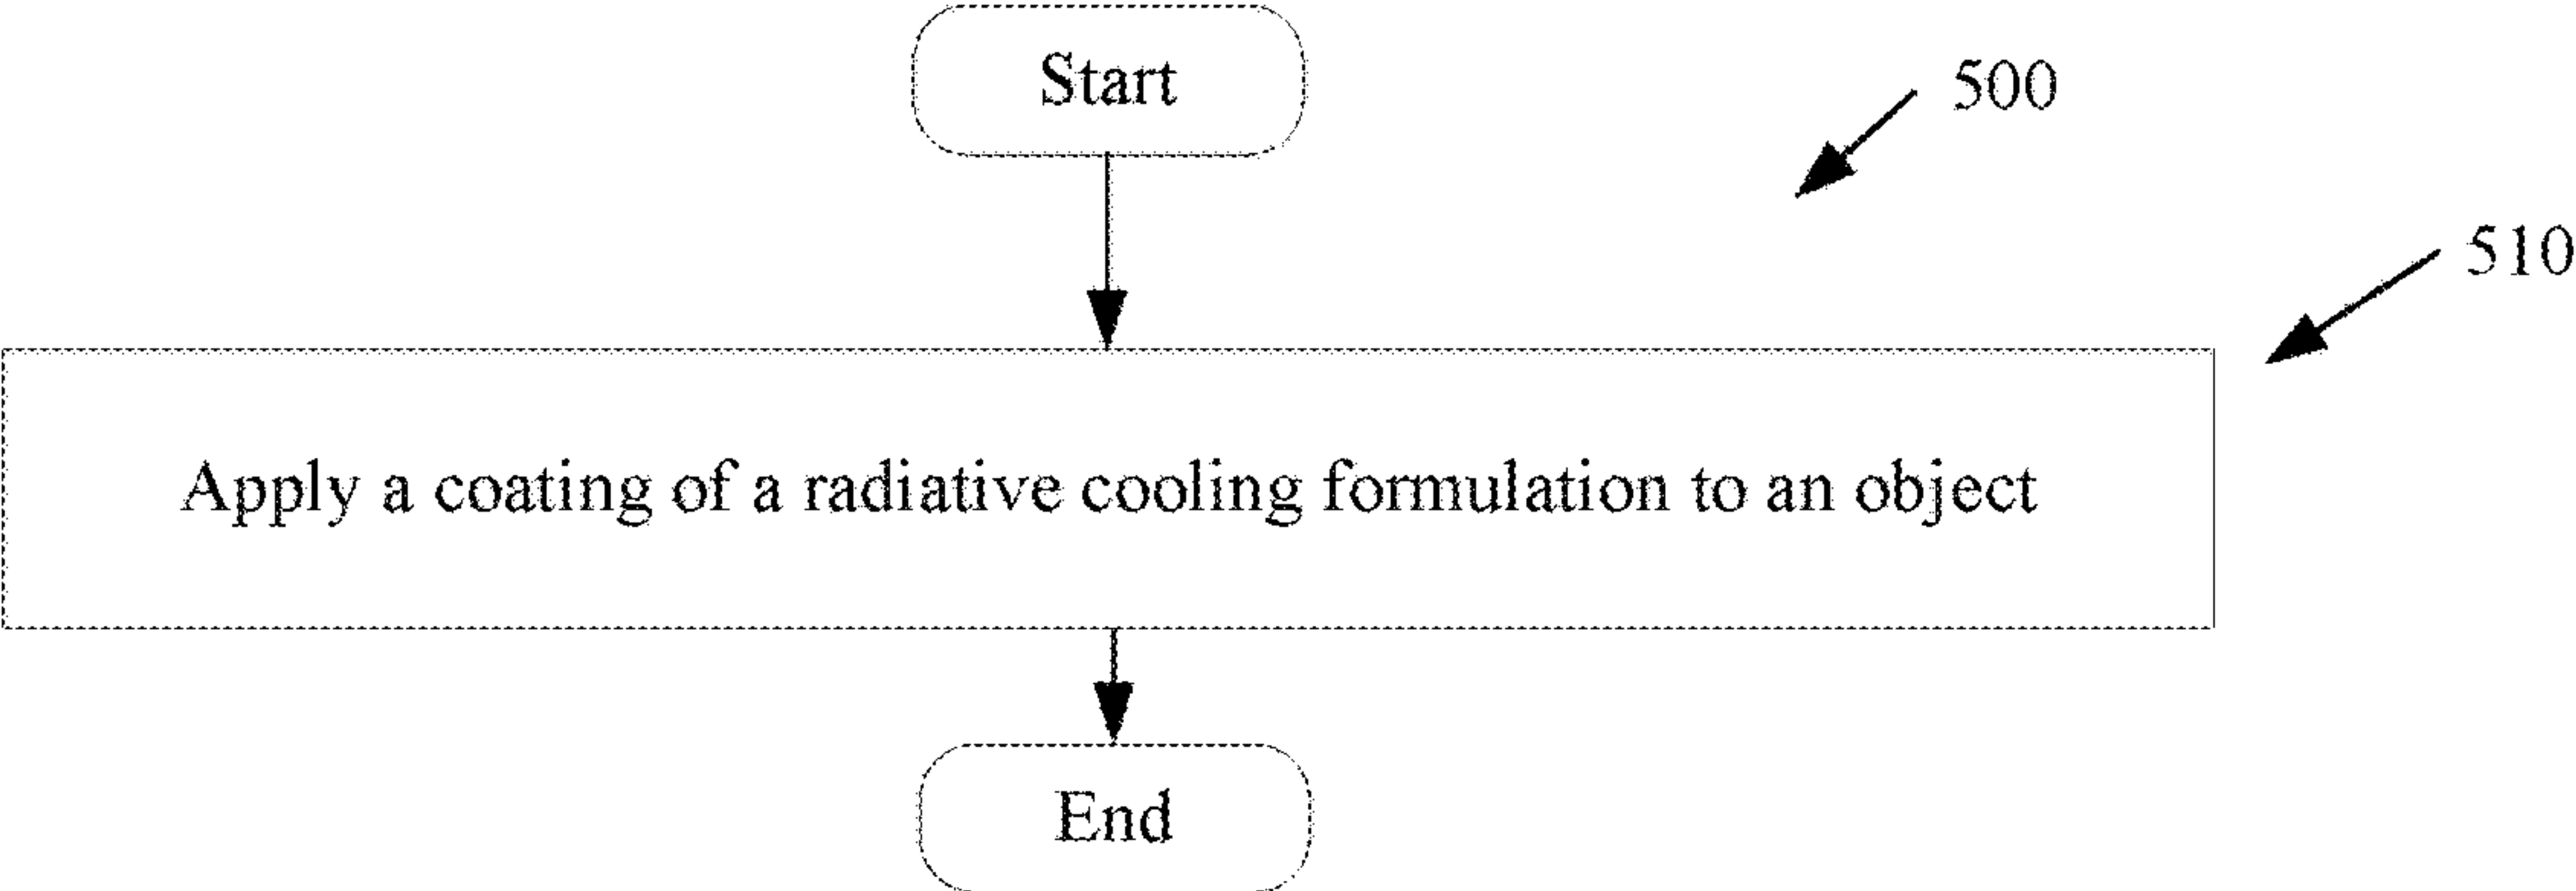 Start
500
510
Apply a coating of a radiative cooling formulation to an object
End